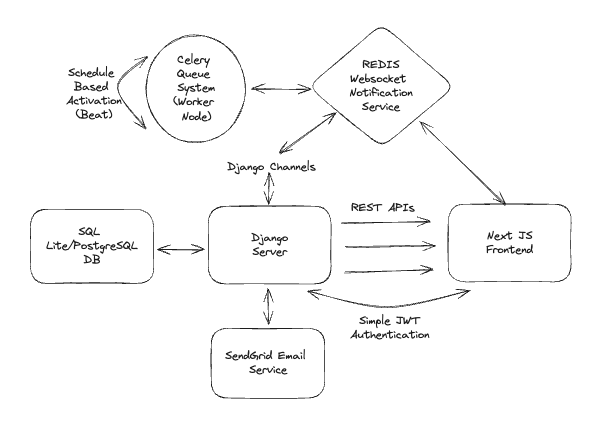 Schedule
Based
Activation
(Beat)
Celery
Queue
System
(Worker
Node)
REDIS
Websocket
Notification
Service
Django Channels
SQL
Lite/PostgreSQL
DB
Django
Server
REST APIs
Next JS
Frontend
Simple JWT
Authentication
SendGrid Email
Service